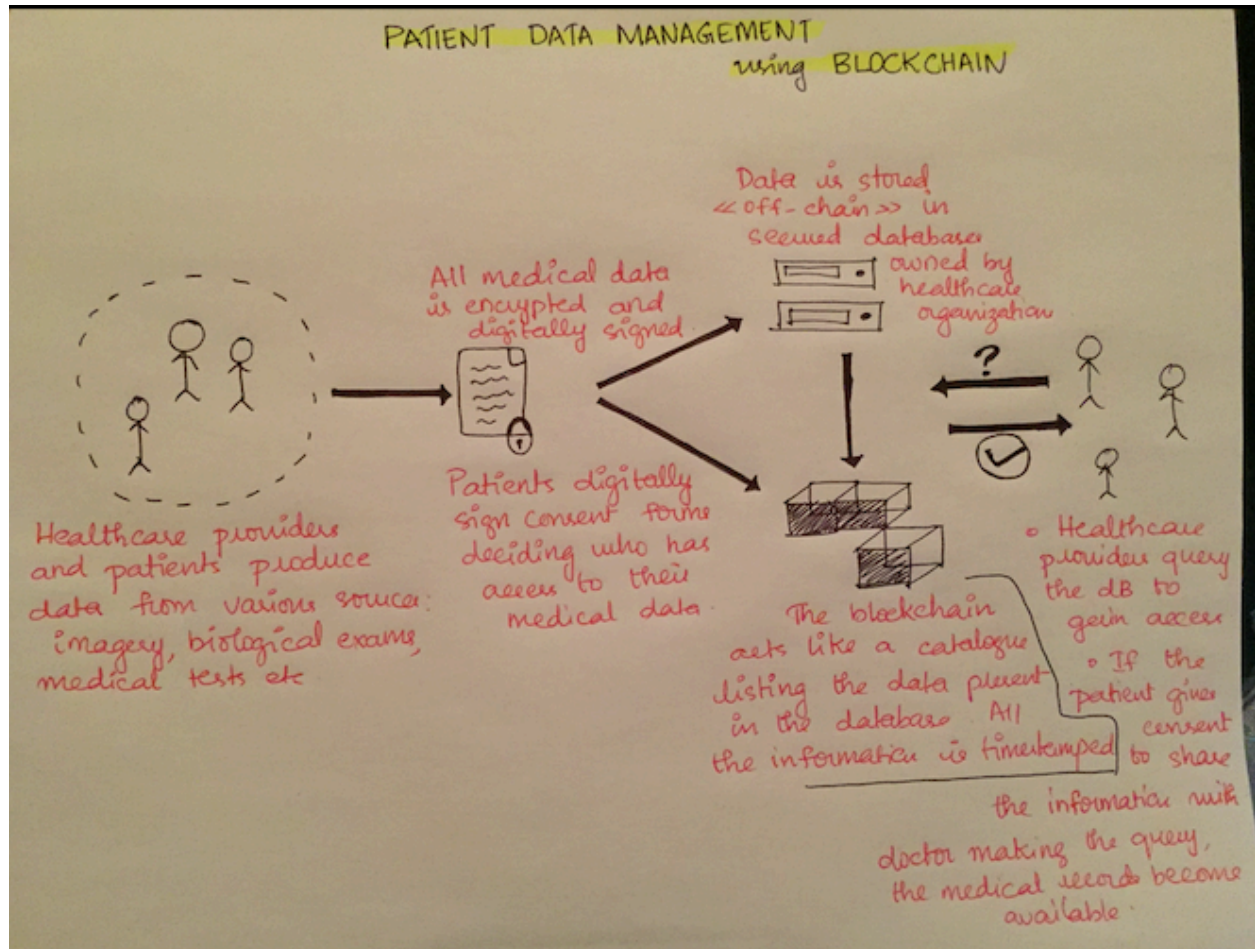 PATIENT DATA MANAGEMENT
using BLOCKCHAIN
Healthcare providers
and patients produce
data from various source:
imagery, biological exams,
medical tests etc
All medical data
is encrypted and
digitally signed.
Patients digitally
sign consent forms
deciding who has
access to their
medical data.
Data is stored
<< off-chain >> in
secured database
owned by
healthcare
organization
The blockchain
acts like a catalogue
listing the data present
in the database. All
the information is timestamped
?
• Healthcare
providers query
the dB to
gain access
• If the
patient gives
consent
to share
the information with
doctor making the query,
the medical records become
available.